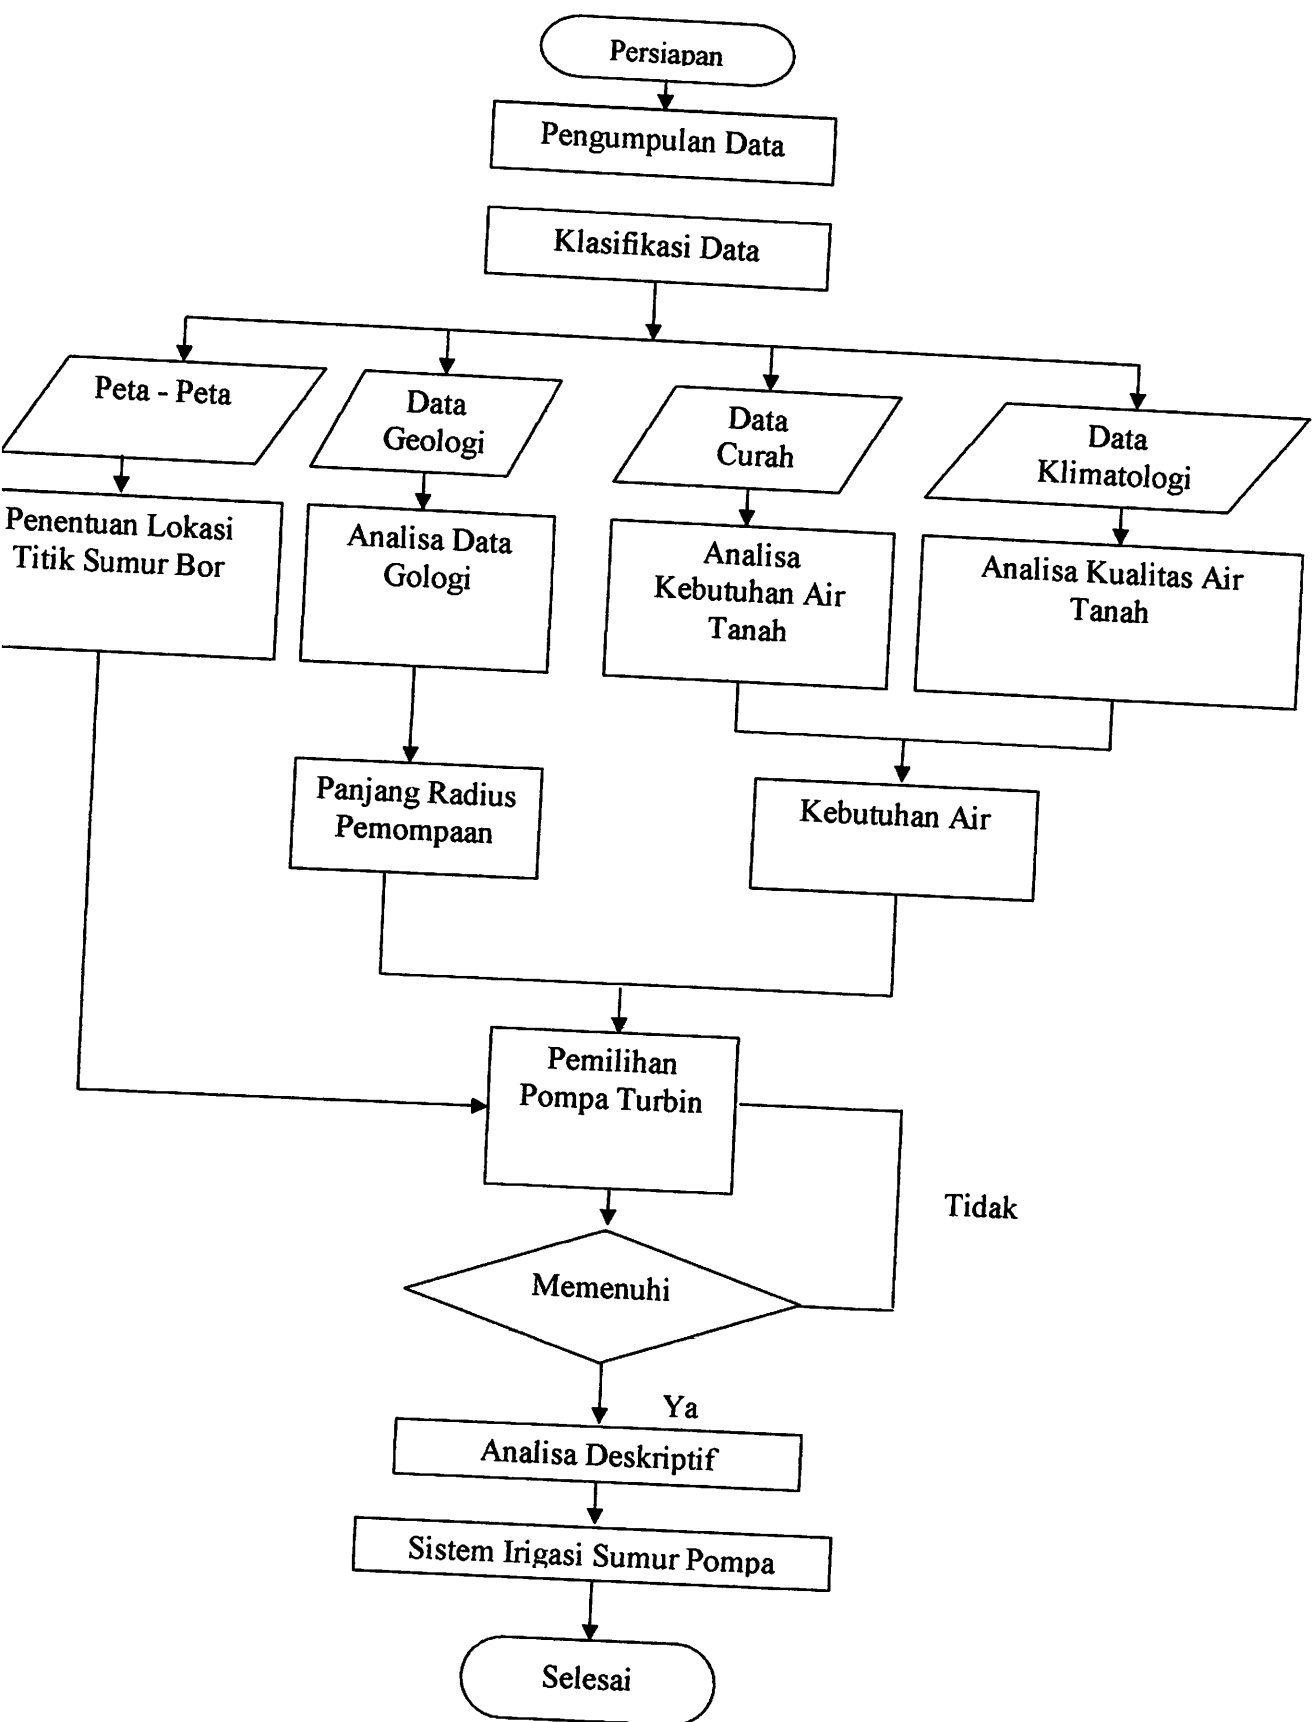 Persiapan
Pengumpulan Data
Klasifikasi Data
Peta - Peta
Data
Geologi
Data
Curah
Data
Klimatologi
Penentuan Lokasi
Titik Sumur Bor
Analisa Data
Gologi
Analisa
Kebutuhan Air
Tanah
Analisa Kualitas Air
Tanah
Panjang Radius
Pemompaan
Kebutuhan Air
Pemilihan
Pompa Turbin
Tidak
Memenuhi
Ya
Analisa Deskriptif
Sistem Irigasi Sumur Pompa
Selesai